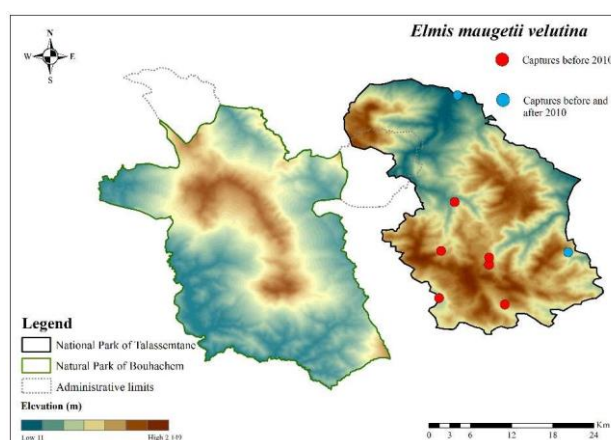 Elmis maugetii velutina
N
W E
S
Captures before 2010
Captures before and
after 2010
Legend
National Park of Talassemtane
Natural Park of Bouhachem
Administrative limits
Elevation (m)
Low 11
High 2
Km
0 3 6 12 18 24